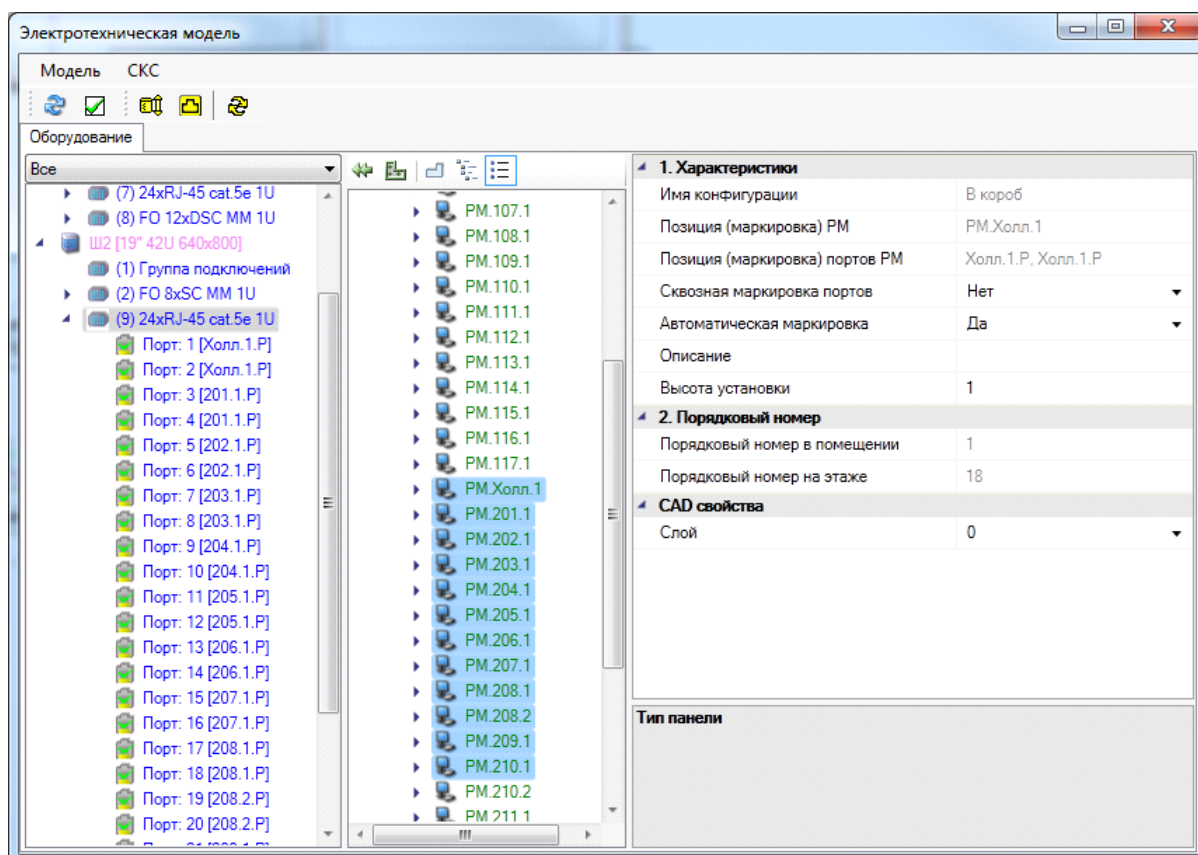 Электротехническая модель
Модель СКС
Оборудование
Все
(7) 24xRJ-45 cat.5e 1U
(8) FO 12xDSC MM 1U
Ш2 [19" 42U 640x800]
(1) Группа подключений
(2) FO 8xSC MM 1U
(9) 24xRJ-45 cat.5e 1U
Порт: 1 [Холл.1.Р]
Порт: 2 [Холл.1.Р]
Порт: 3 [201.1.Р]
Порт: 4 [201.1.Р]
Порт: 5 [202.1.Р]
Порт: 6 [202.1.Р]
Порт: 7 [203.1.Р]
Порт: 8 [203.1.Р]
Порт: 9 [204.1.Р]
Порт: 10 [204.1.Р]
Порт: 11 [205.1.Р]
Порт: 12 [205.1.Р]
Порт: 13 [206.1.Р]
Порт: 14 [206.1.Р]
Порт: 15 [207.1.Р]
Порт: 16 [207.1.Р]
Порт: 17 [208.1.Р]
Порт: 18 [208.1.Р]
Порт: 19 [208.2.Р]
Порт: 20 [208.2.Р]
РМ.107.1
РМ.108.1
РМ.109.1
РМ.110.1
РМ.111.1
РМ.112.1
РМ.113.1
РМ.114.1
РМ.115.1
РМ.116.1
РМ.117.1
РМ.Холл.1
РМ.201.1
РМ.202.1
РМ.203.1
РМ.204.1
РМ.205.1
РМ.206.1
РМ.207.1
РМ.208.1
РМ.208.2
РМ.209.1
РМ.210.1
РМ.210.2
РМ.211.1
1. Характеристики
Имя конфигурации В короб
Позиция (маркировка) РМ РМ.Холл.1
Позиция (маркировка) портов РМ Холл.1.Р, Холл.1.Р
Сквозная маркировка портов Нет
Автоматическая маркировка Да
Описание
Высота установки 1
2. Порядковый номер
Порядковый номер в помещении 1
Порядковый номер на этаже 18
CAD свойства
Слой 0
Тип панели